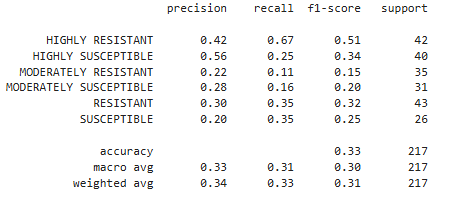 precision recall f1-score support
HIGHLY RESISTANT 0.42 0.67 0.51 42
HIGHLY SUSCEPTIBLE 0.56 0.25 0.34 40
MODERATELY RESISTANT 0.22 0.11 0.15 35
MODERATELY SUSCEPTIBLE 0.28 0.16 0.20 31
RESISTANT 0.30 0.35 0.32 43
SUSCEPTIBLE 0.20 0.35 0.25 26
accuracy 0.33 217
macro avg 0.33 0.31 0.30 217
weighted avg 0.34 0.33 0.31 217